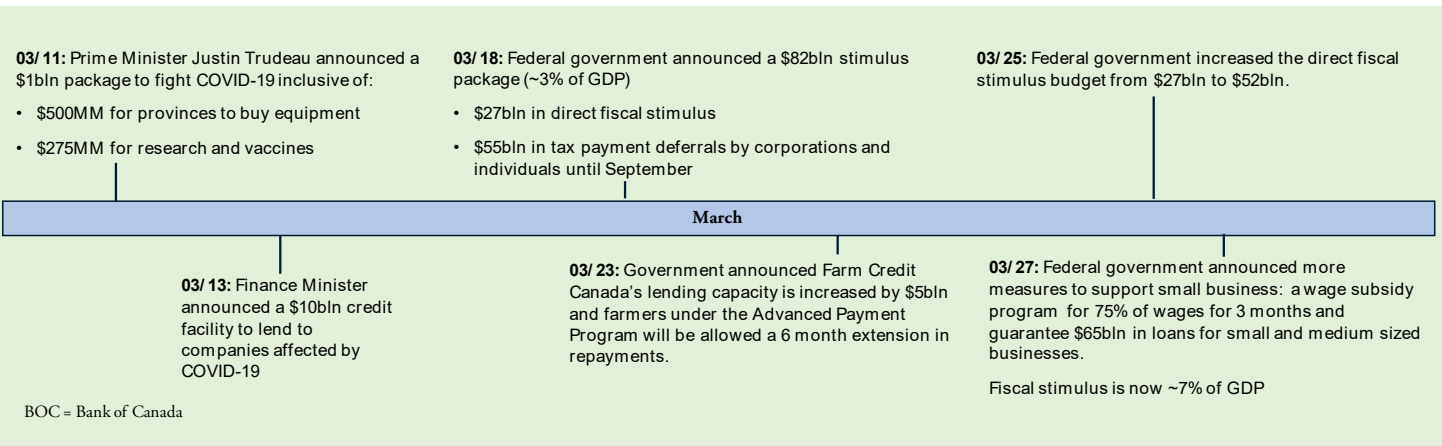 03/11: Prime Minister Justin Trudeau announced a
$1bln package to fight COVID-19 inclusive of:
• $500MM for provinces to buy equipment
• $275MM for research and vaccines
03/18: Federal government announced a $82bln stimulus
package (~3% of GDP)
• $27bln in direct fiscal stimulus
• $55bln in tax payment deferrals by corporations and
individuals until September
03/25: Federal government increased the direct fiscal
stimulus budget from $27bln to $52bln.
March
03/13: Finance Minister
announced a $10bln credit
facility to lend to
companies affected by
COVID-19
03/23: Government announced Farm Credit
Canada's lending capacity is increased by $5bln
and farmers under the Advanced Payment
Program will be allowed a 6 month extension in
repayments.
03/27: Federal government announced more
measures to support small business: a wage subsidy
program for 75% of wages for 3 months and
guarantee $65bln in loans for small and medium sized
businesses.
Fiscal stimulus is now ~7% of GDP
BOC = Bank of Canada